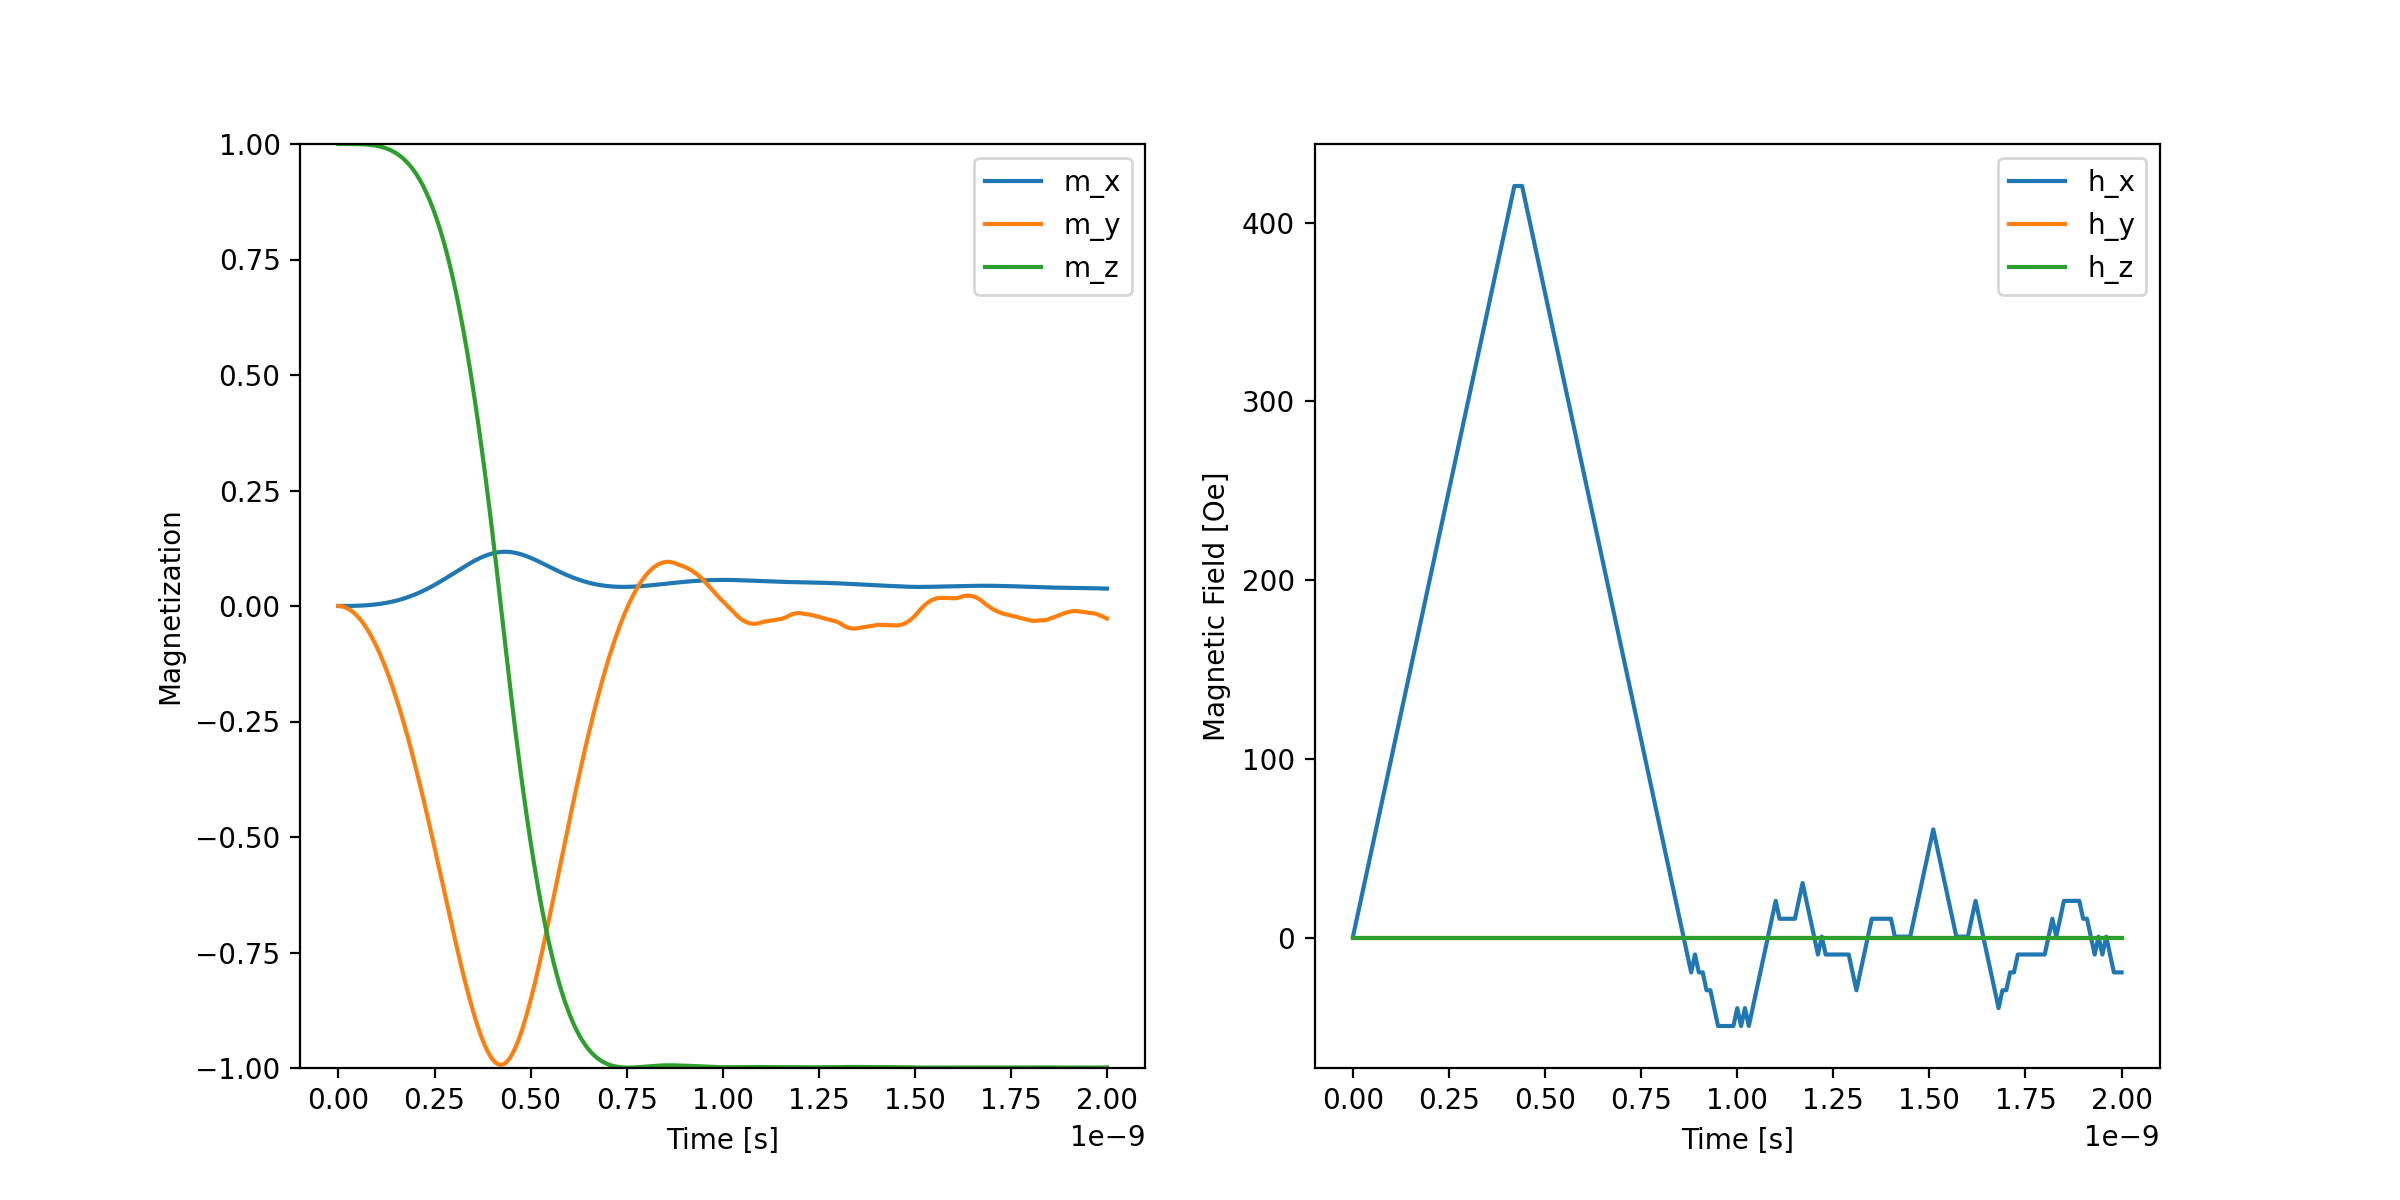 1.00
0.75
0.50
0.25
0.00
−0.25
−0.50
−0.75
−1.00
Magnetization
m_x
m_y
m_z
0.00 0.25 0.50 0.75 1.00 1.25 1.50 1.75 2.00
Time [s]
1e−9
400
300
200
100
0
Magnetic Field [Oe]
h_x
h_y
h_z
0.00 0.25 0.50 0.75 1.00 1.25 1.50 1.75 2.00
Time [s]
1e−9